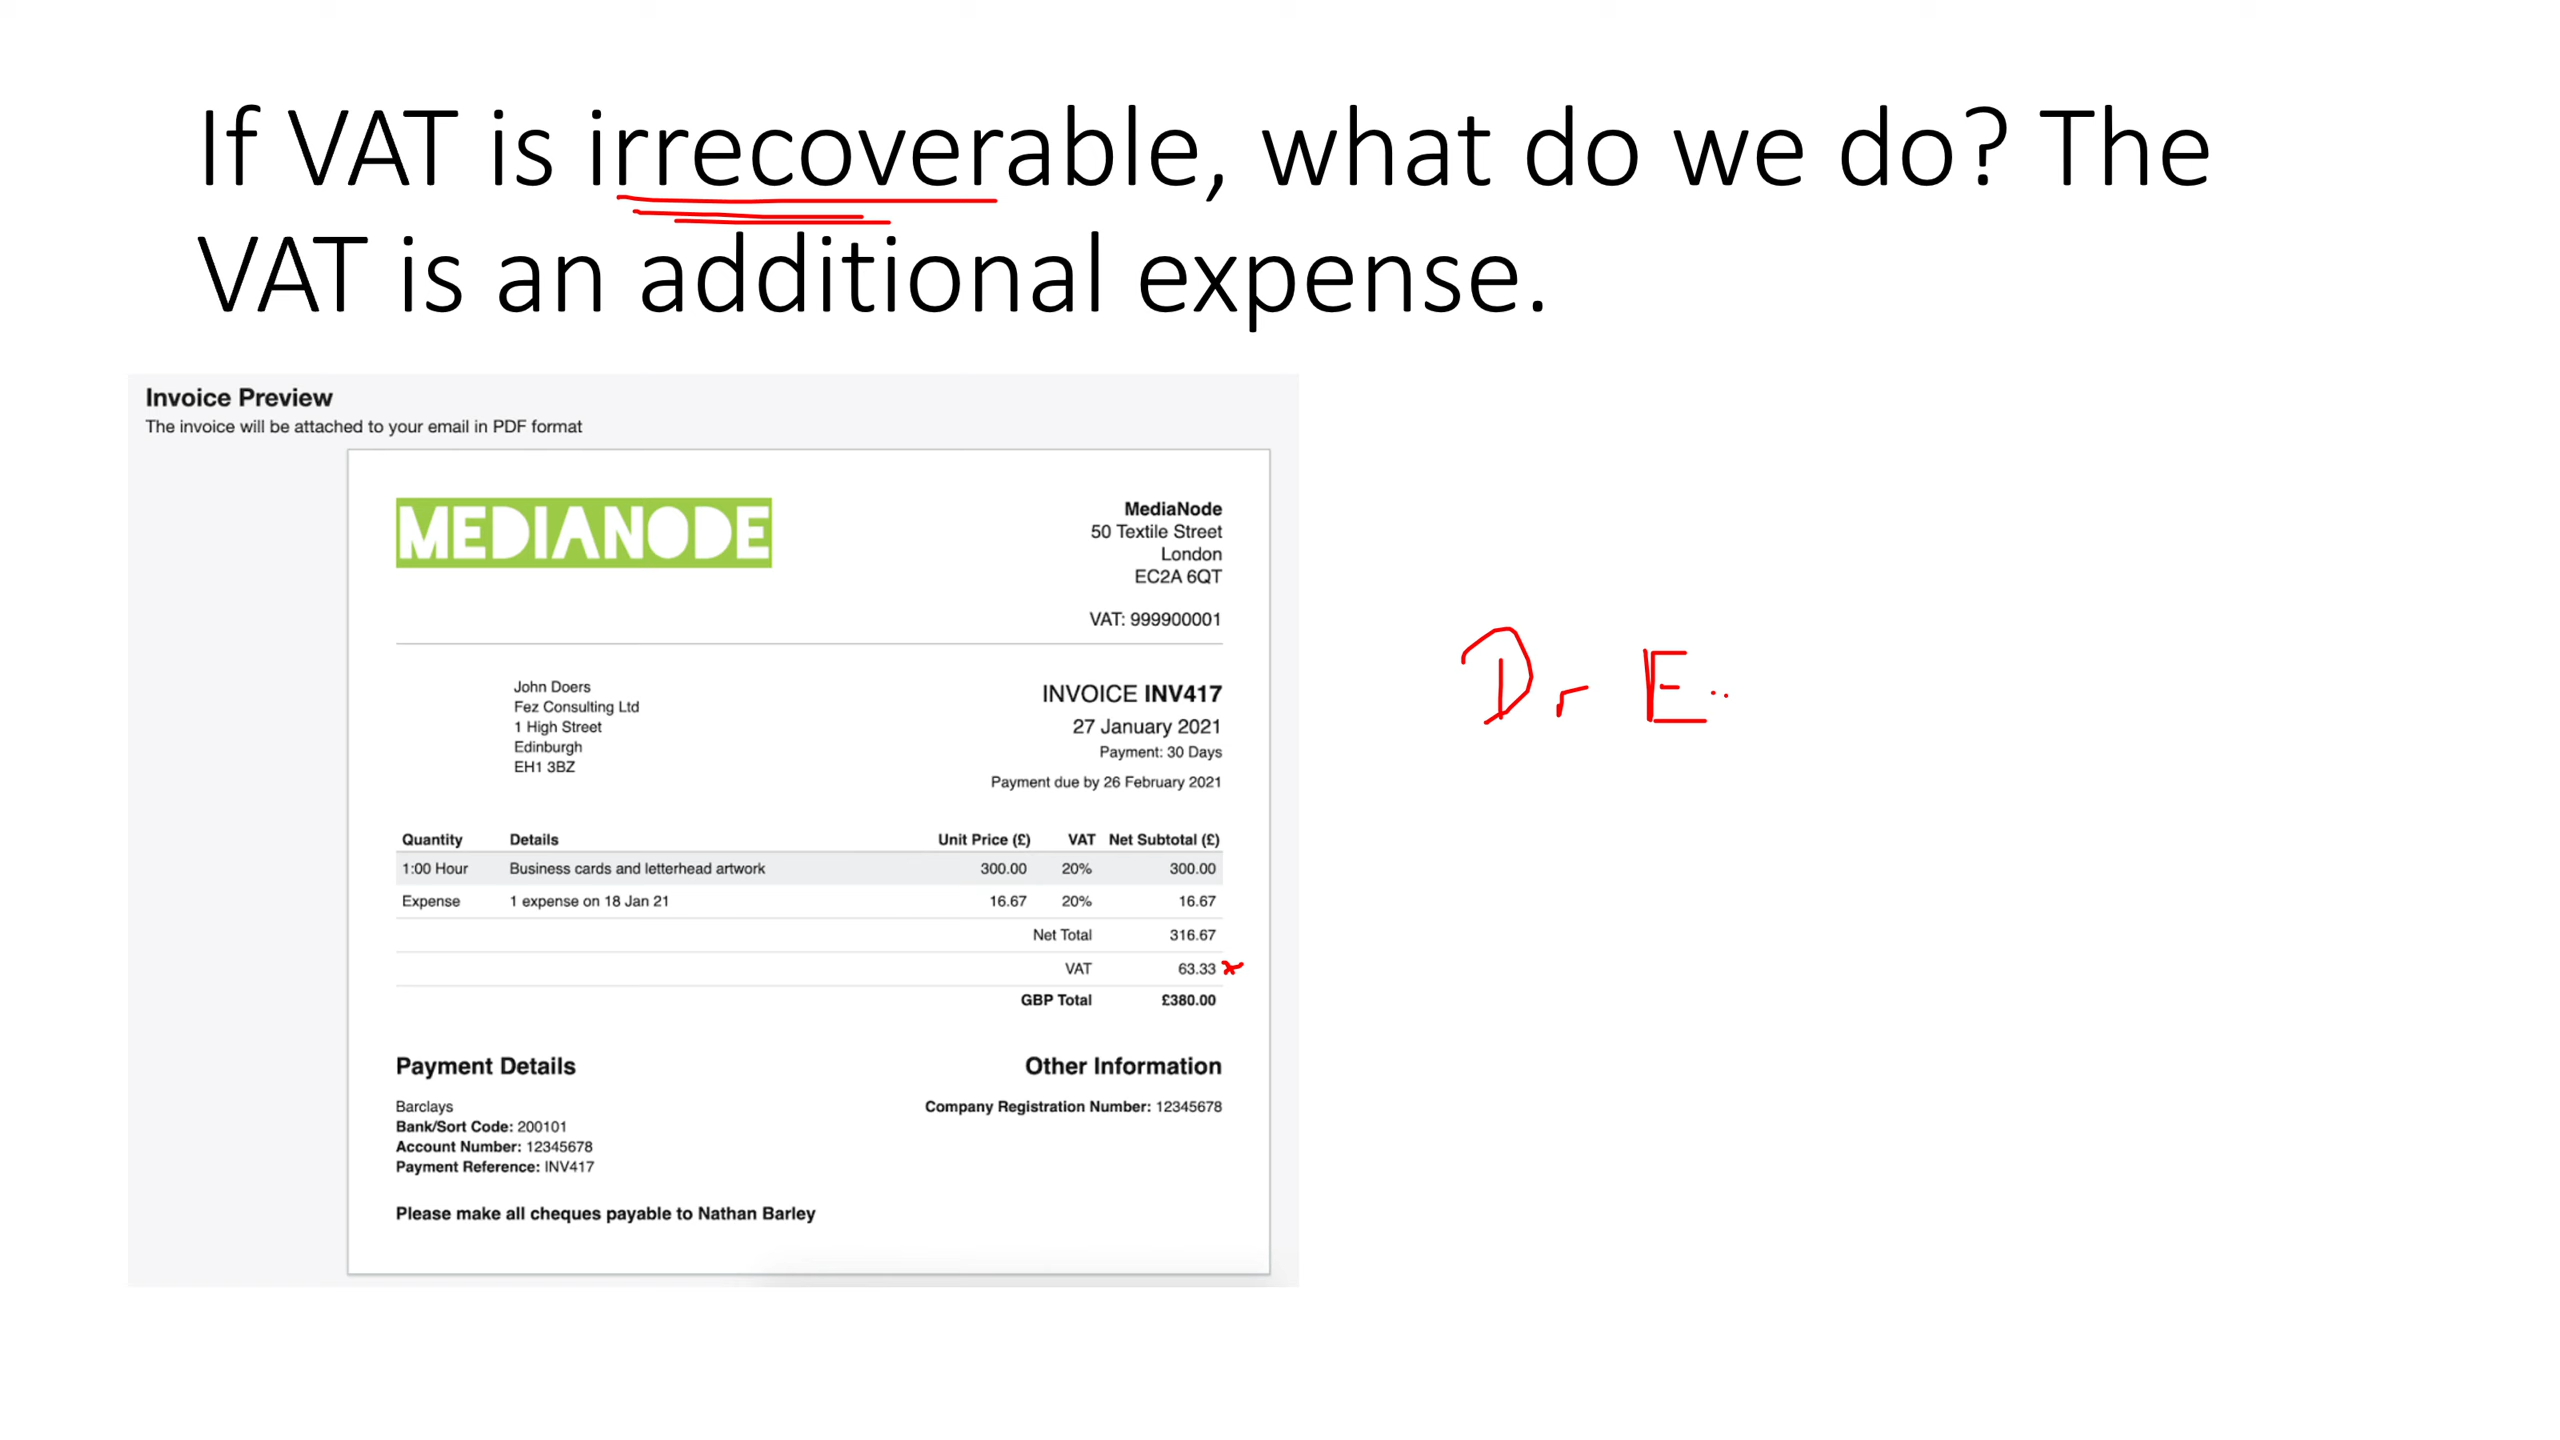 If VAT is irrecoverable, what do we do? The
VAT is an additional expense.
Invoice Preview
The invoice will be attached to your email in PDF format
MEDIANODE
MediaNode
50 Textile Street
London
EC2A 6QT
VAT: 999900001
John Doers
Fez Consulting Ltd
1 High Street
Edinburgh
EH1 3BZ
INVOICE INV417
27 January 2021
Payment: 30 Days
Payment due by 26 February 2021
Dr E..
Quantity Details Unit Price (£) VAT Net Subtotal (£)
1:00 Hour Business cards and letterhead artwork 300.00 20% 300.00
Expense 1 expense on 18 Jan 21 16.67 20% 16.67
Net Total 316.67
VAT 63.33
GBP Total £380.00
Payment Details
Barclays
Bank/Sort Code: 200101
Account Number: 12345678
Payment Reference: INV417
Other Information
Company Registration Number: 12345678
Please make all cheques payable to Nathan Barley